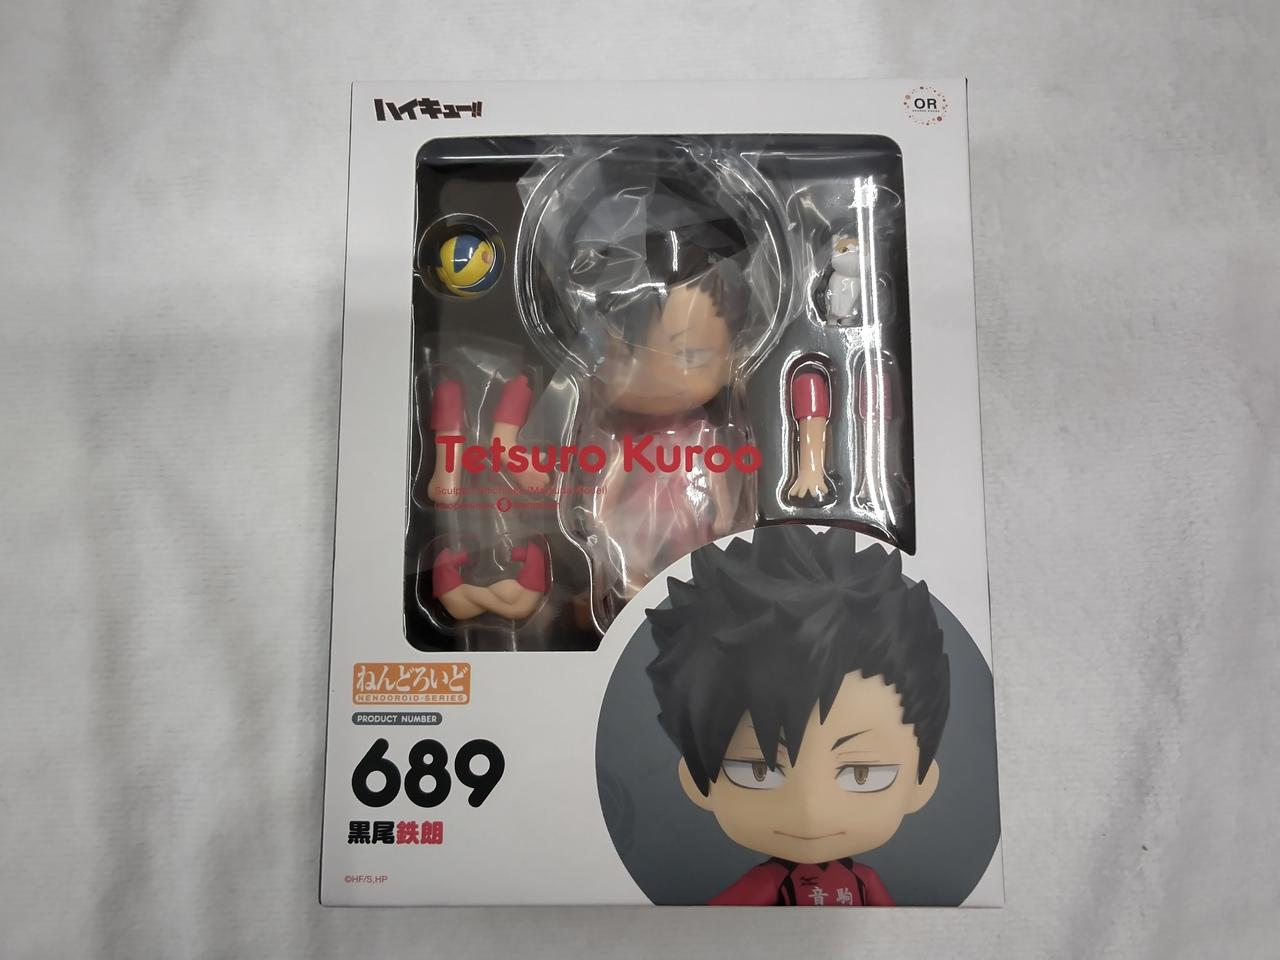 ハイキュー!!
OR
Tetsuro Kuroo
ねんどろいど
NENDOROID·SERIES
PRODUCT NUMBER
689
黒尾鉄朗
©HF/S,HP
音駒